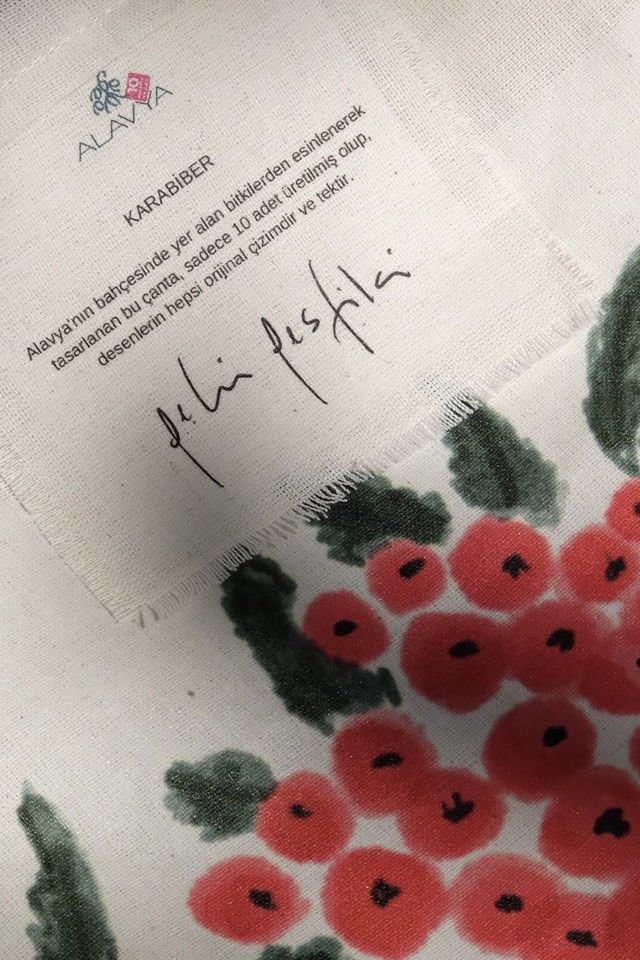 ALAVYA
KARABİBER
Alavya'nın bahçesinde yer alan bitkilerden esinlenerek
tasarlanan bu çanta, sadece 10 adet üretilmiş olup,
desenlerin hepsi orijinal çizimdir ve tektir.